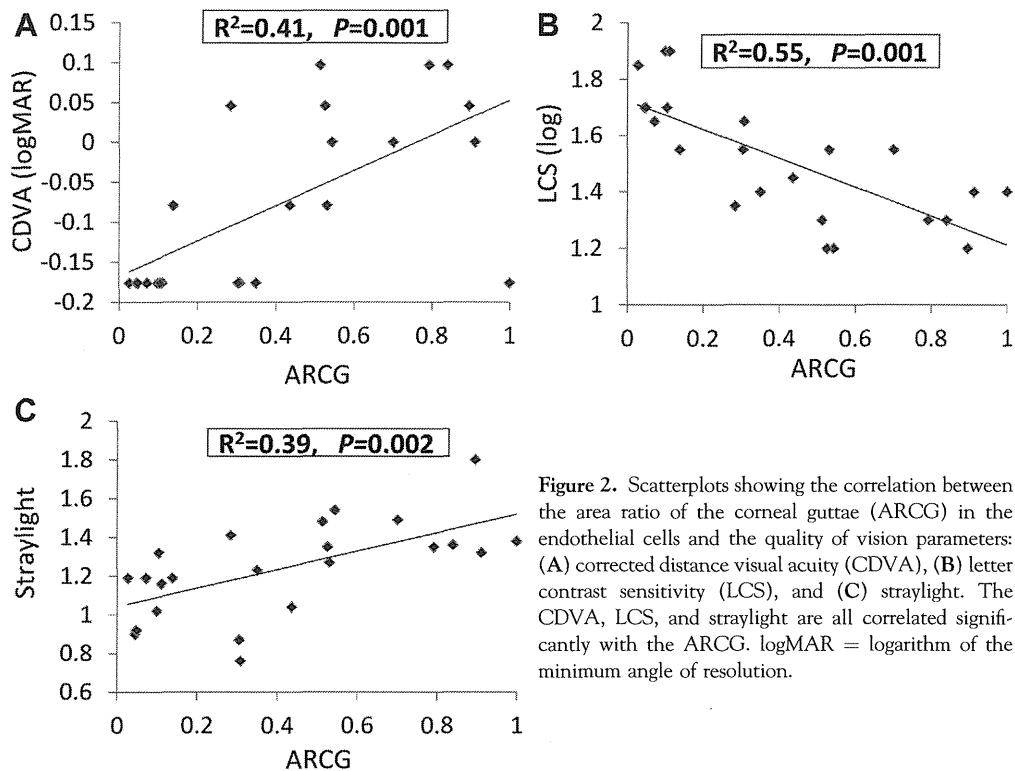 A
R²=0.41, P=0.001
0.15
0.1
0.05
0
-0.05
-0.1
-0.15
-0.2
CDVA (logMAR)
0 0.2 0.4 0.6 0.8 1
ARCG
B
R²=0.55, P=0.001
2
1.8
1.6
1.4
1.2
1
LCS (log)
0 0.2 0.4 0.6 0.8 1
ARCG
C
R²=0.39, P=0.002
2
1.8
1.6
1.4
1.2
1
0.8
0.6
Straylight
0 0.2 0.4 0.6 0.8 1
ARCG
Figure 2. Scatterplots showing the correlation between
the area ratio of the corneal guttae (ARCG) in the
endothelial cells and the quality of vision parameters:
(A) corrected distance visual acuity (CDVA), (B) letter
contrast sensitivity (LCS), and (C) straylight. The
CDVA, LCS, and straylight are all correlated signifi-
cantly with the ARCG. logMAR = logarithm of the
minimum angle of resolution.